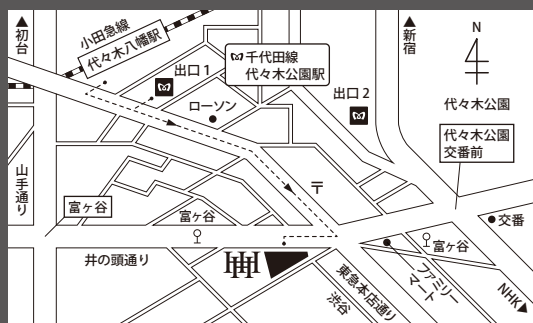 ▲初台
小田急線
代々木八幡駅
出口1
千代田線
代々木公園駅
▲新宿
N
ローソン
出口2
代々木公園
代々木公園
交番前
山手通り
〒
富ヶ谷
富ヶ谷
交番
富ヶ谷
井の頭通り
HH
東急本店通り
渋谷
ファミリー
マート
NHK▶